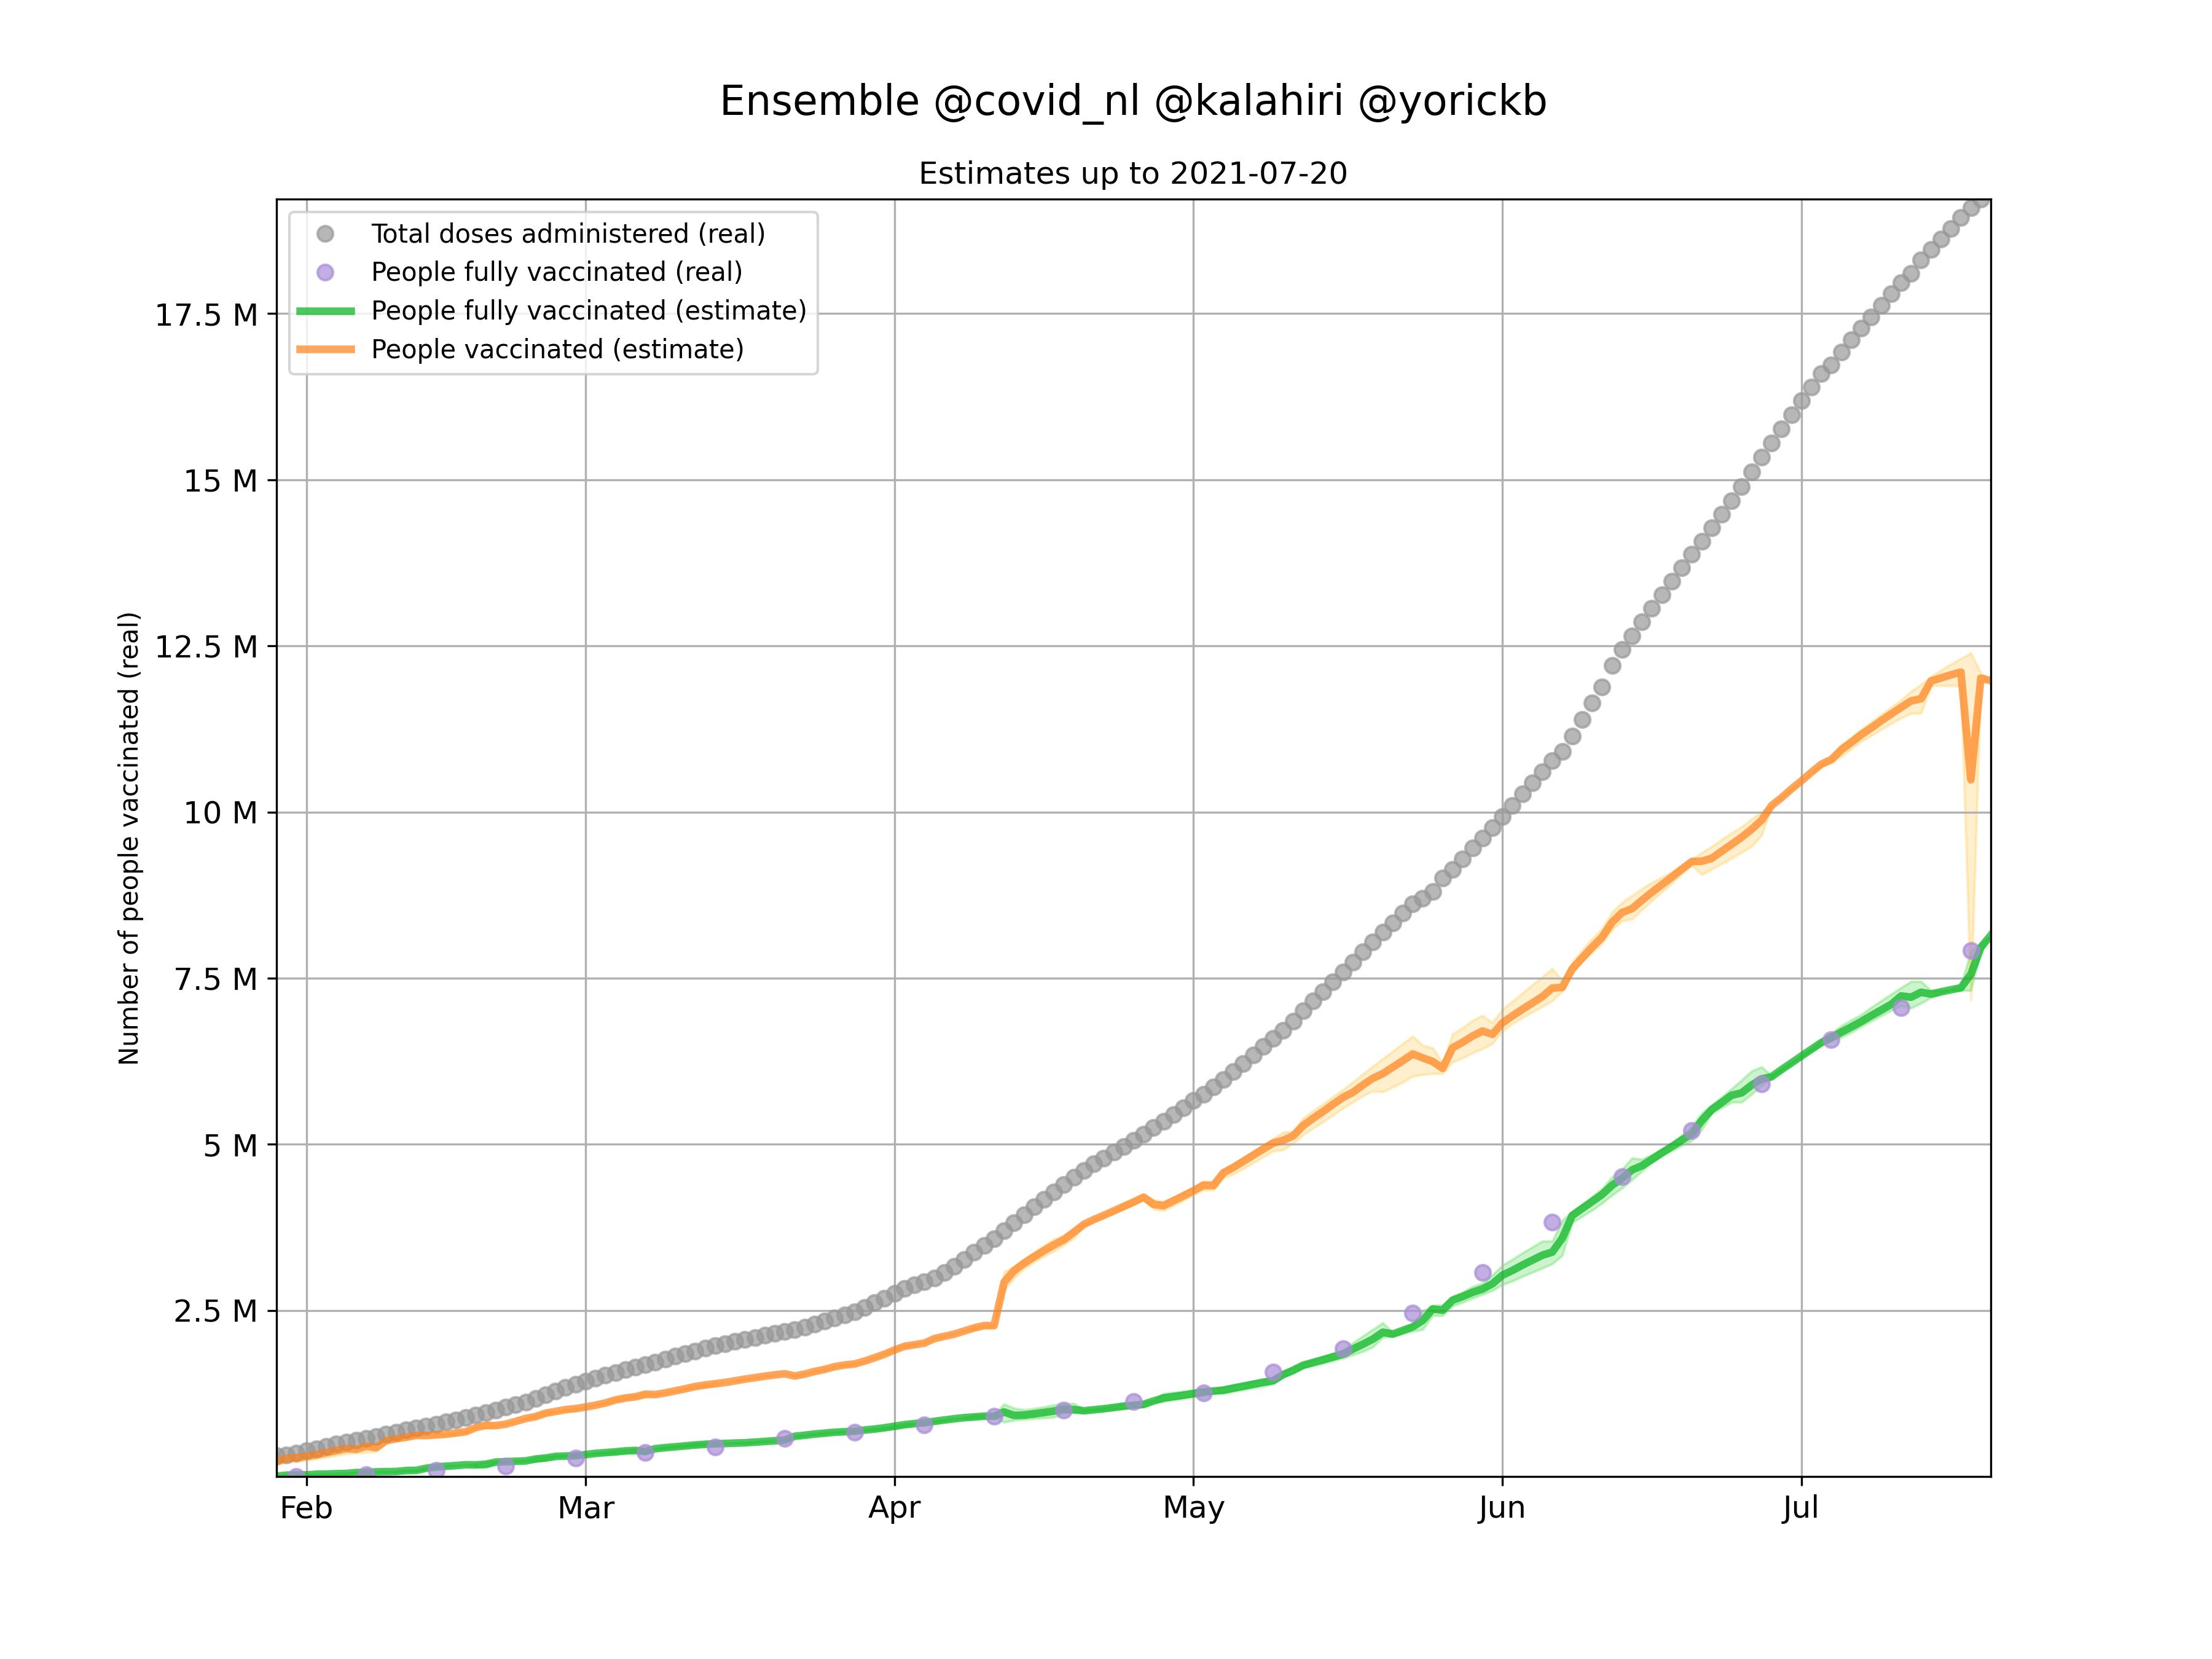 Ensemble @covid_nl @kalahiri @yorickb
Estimates up to 2021-07-20
Total doses administered (real)
People fully vaccinated (real)
People fully vaccinated (estimate)
People vaccinated (estimate)
Number of people vaccinated (real)
17.5 M
15 M
12.5 M
10 M
7.5 M
5 M
2.5 M
Feb Mar Apr May Jun Jul